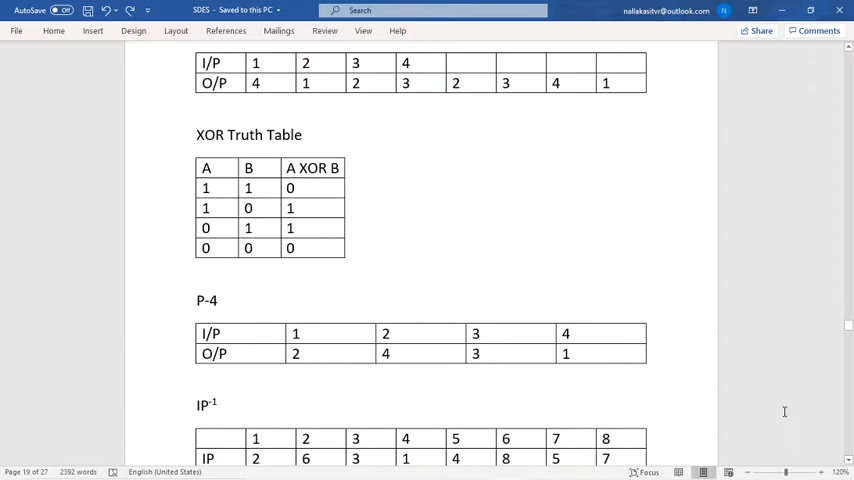 AutoSave Off SDES - Saved to this PC Search nallakasitvr@outlook.com N
File Home Insert Design Layout References Mailings Review View Help Share Comments
I/P 1 2 3 4
O/P 4 1 2 3 2 3 4 1
XOR Truth Table
A B A XOR B
1 1 0
1 0 1
0 1 1
0 0 0
P-4
I/P 1 2 3 4
O/P 2 4 3 1
IP-1
1 2 3 4 5 6 7 8
IP 2 6 3 1 4 8 5 7
Page 19 of 27 2392 words English (United States) Focus 120%